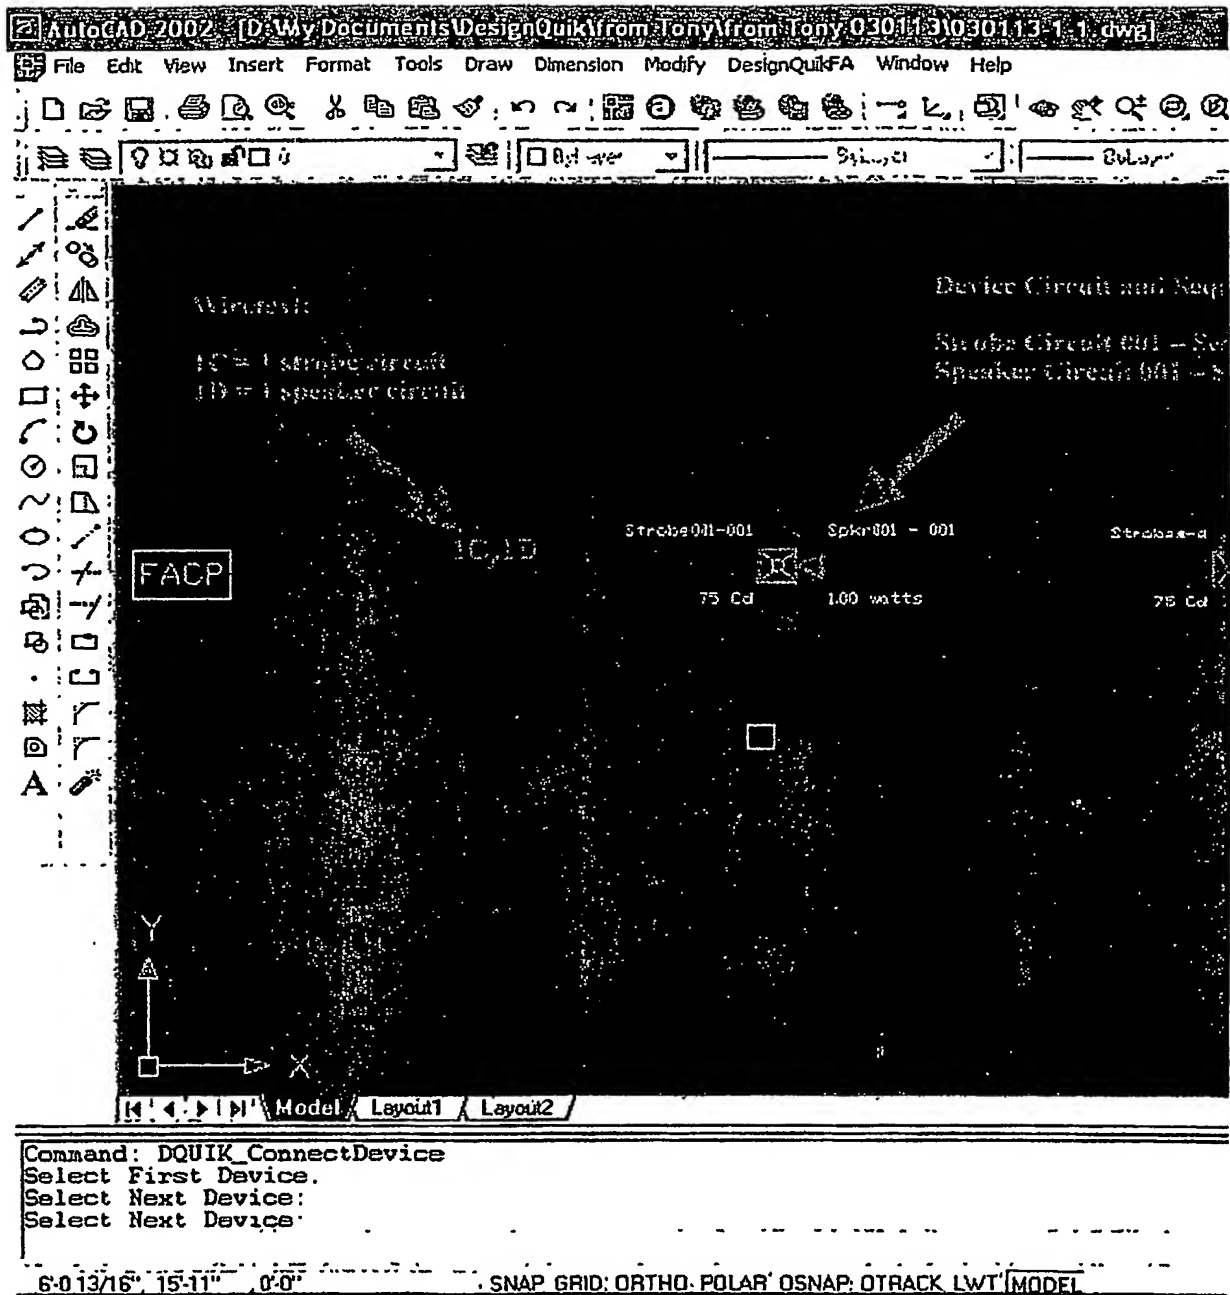 AutoCAD 2002 - [D:\My Documents\DesignQuik\from Tony\from Tony 030113\030113-1-1.dwg]
File Edit View Insert Format Tools Draw Dimension Modify DesignQuikFA Window Help
0 ByLayer ByLayer ByLayer
Device Circuit and Seq
1C = 1 strobe circuit
1D = 1 speaker circuit
Strobe Circuit 001 –
Speaker Circuit 001 – S
Strobe001-001 Spkr001 - 001
1C,1D
FACP
75 Cd 1.00 watts 75 Cd
A
Y
X
Model Layout1 Layout2
Command: DQUIK_ConnectDevice
Select First Device.
Select Next Device:
Select Next Device:
6'-0 13/16", 15'-11" , 0'-0" SNAP GRID ORTHO POLAR OSNAP OTRACK LWT MODEL